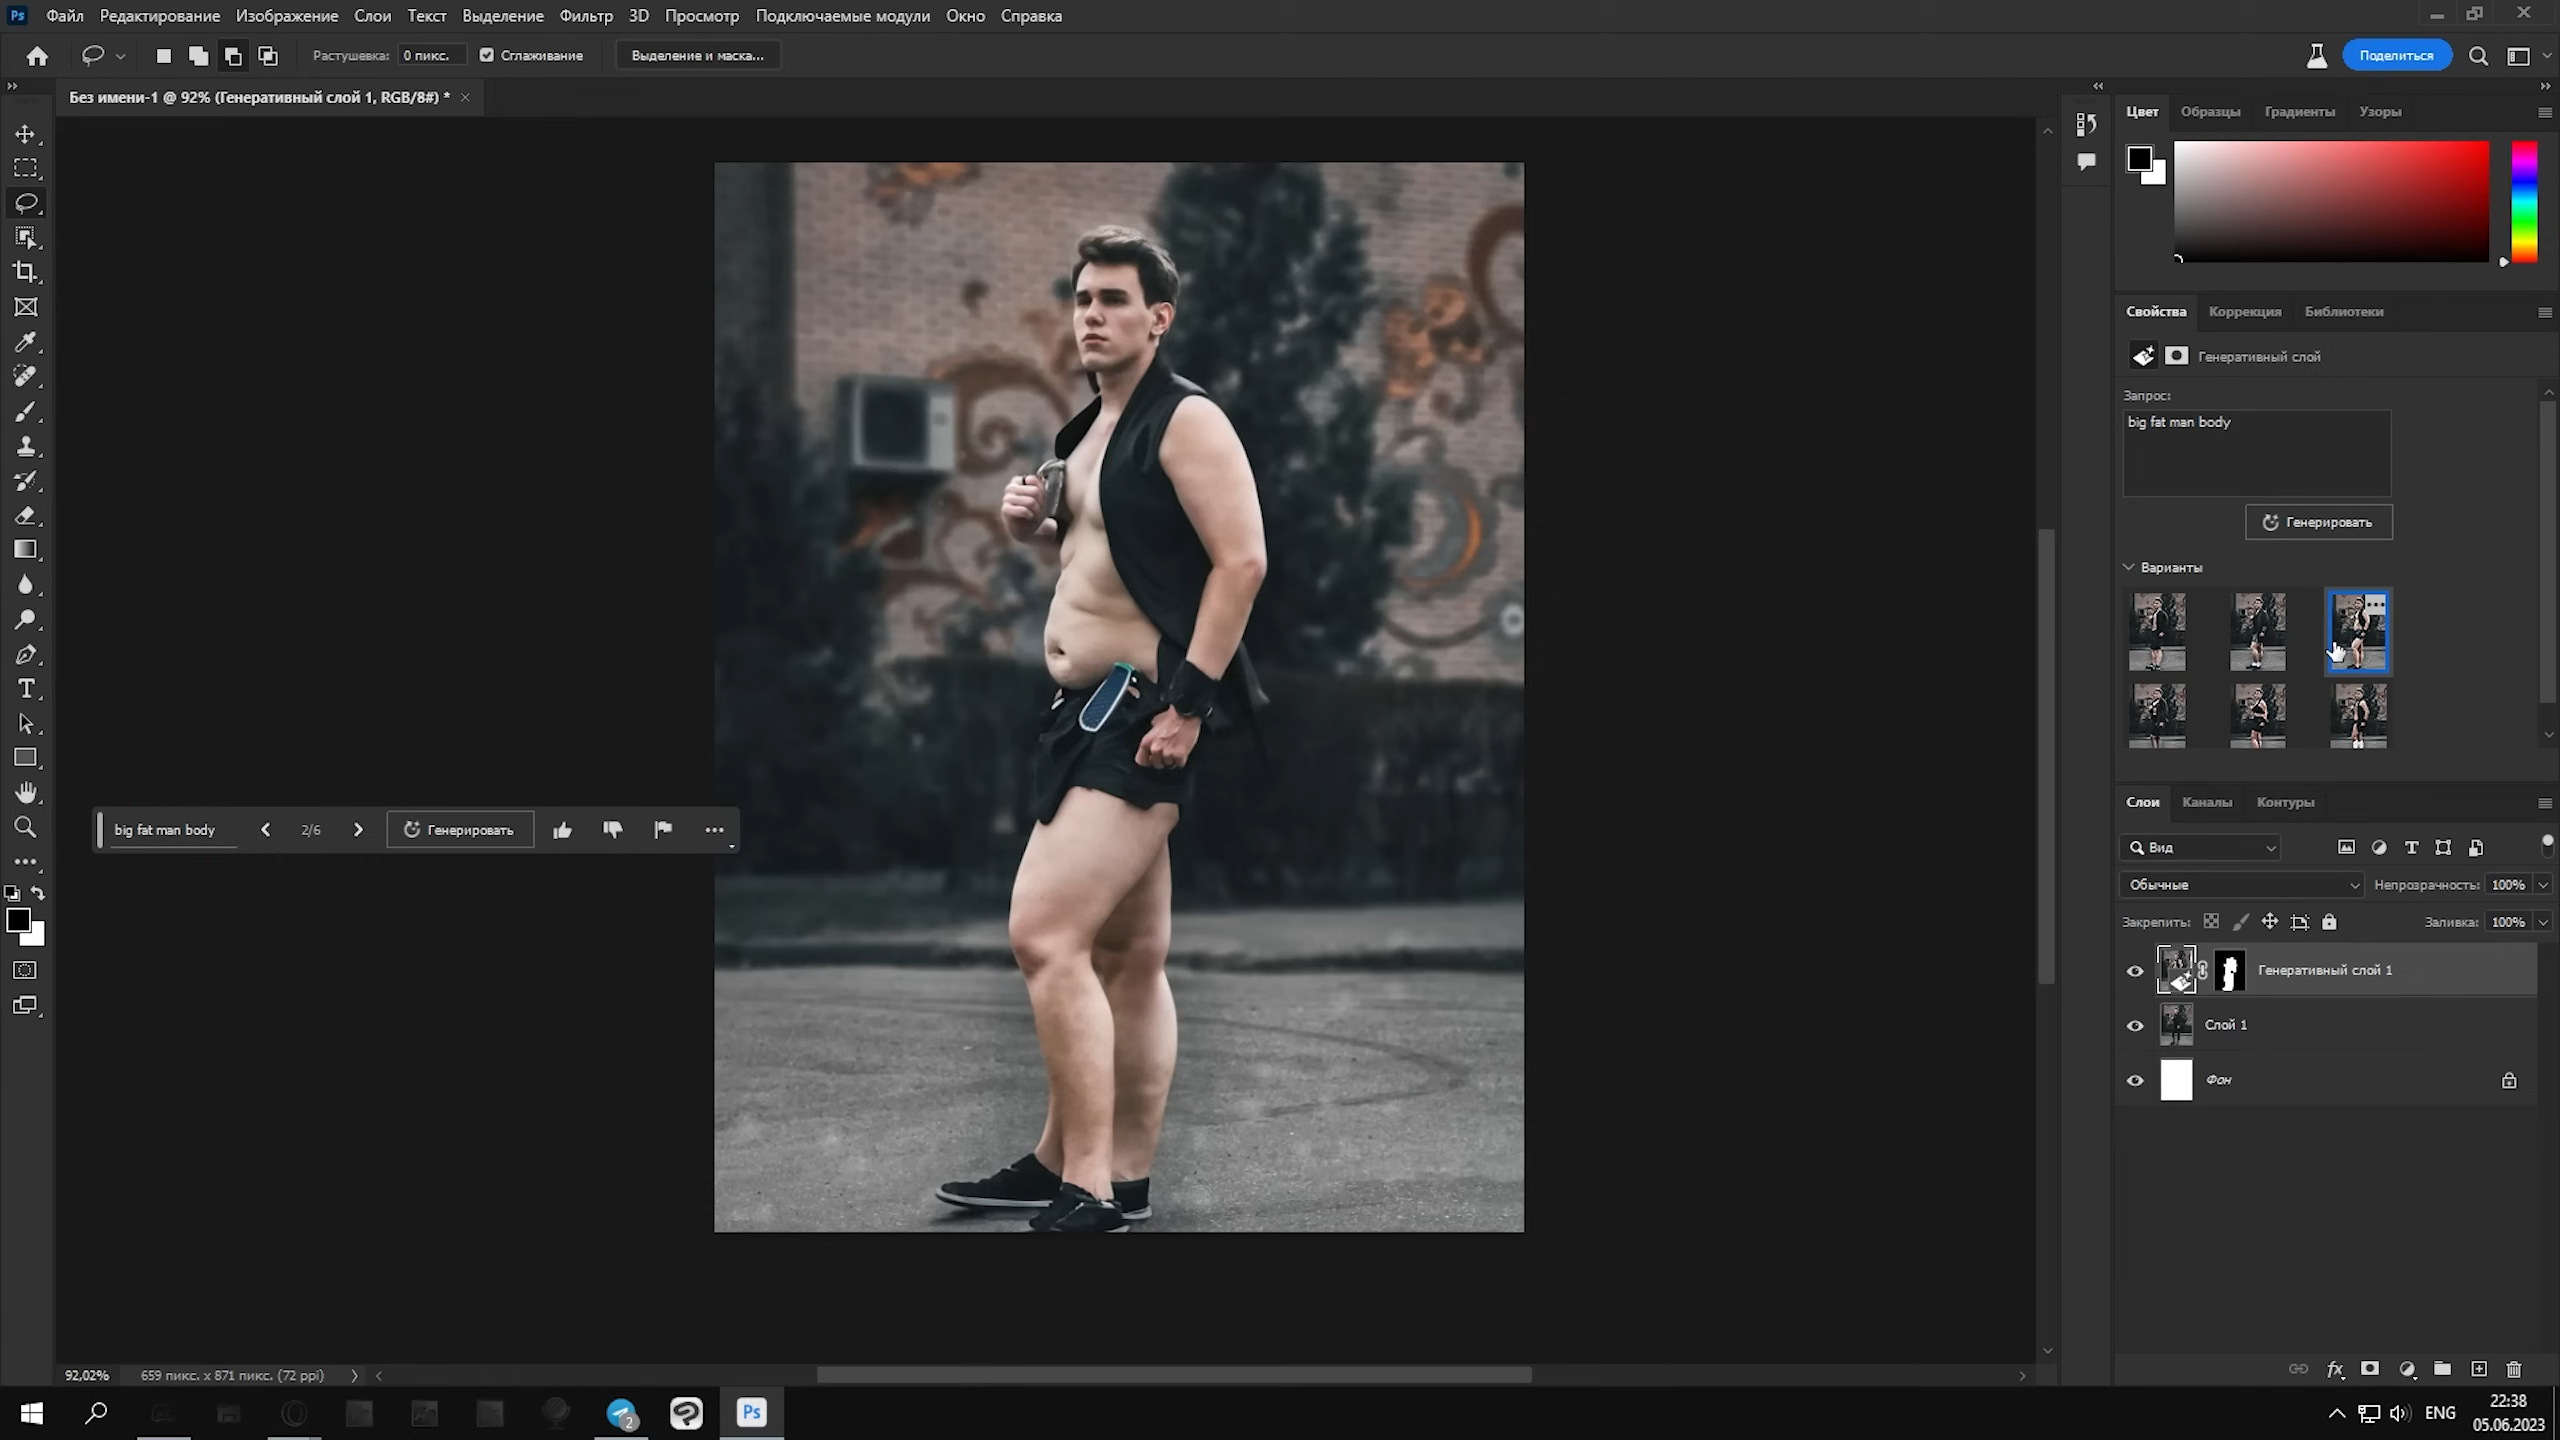 Ps Файл Редактирование Изображение Слои Текст Выделение Фильтр 3D Просмотр Подключаемые модули Окно Справка
Растушевка: 0 пикс. Сглаживание Выделение и маска... Поделиться
Без имени-1 @ 92% (Генеративный слой 1, RGB/8#) *
Цвет Образцы Градиенты Узоры
Свойства Коррекция Библиотеки
Генеративный слой
Запрос:
big fat man body
Генерировать
Варианты
big fat man body 2/6 Генерировать
Слои Каналы Контуры
Вид
Обычные Непрозрачность: 100%
Закрепить: Заливка: 100%
Генеративный слой 1
Слой 1
Фон
92,02% 659 пикс. x 871 пикс. (72 ppi)
fx
2
Ps
ENG
22:38
05.06.2023